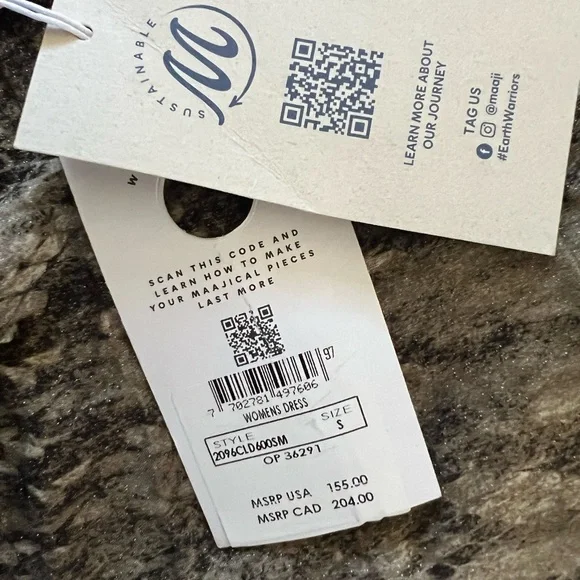 SUSTAINABLE
M
LEARN MORE ABOUT
OUR JOURNEY
TAG US
@maaji
#EarthWarriors
W
SCAN THIS CODE AND
LEARN HOW TO MAKE
YOUR MAAJICAL PIECES
LAST MORE
97
7 702781 497606
WOMENS DRESS
STYLE SIZE
2096CLD600SM S
OP 36291
MSRP USA 155.00
MSRP CAD 204.00